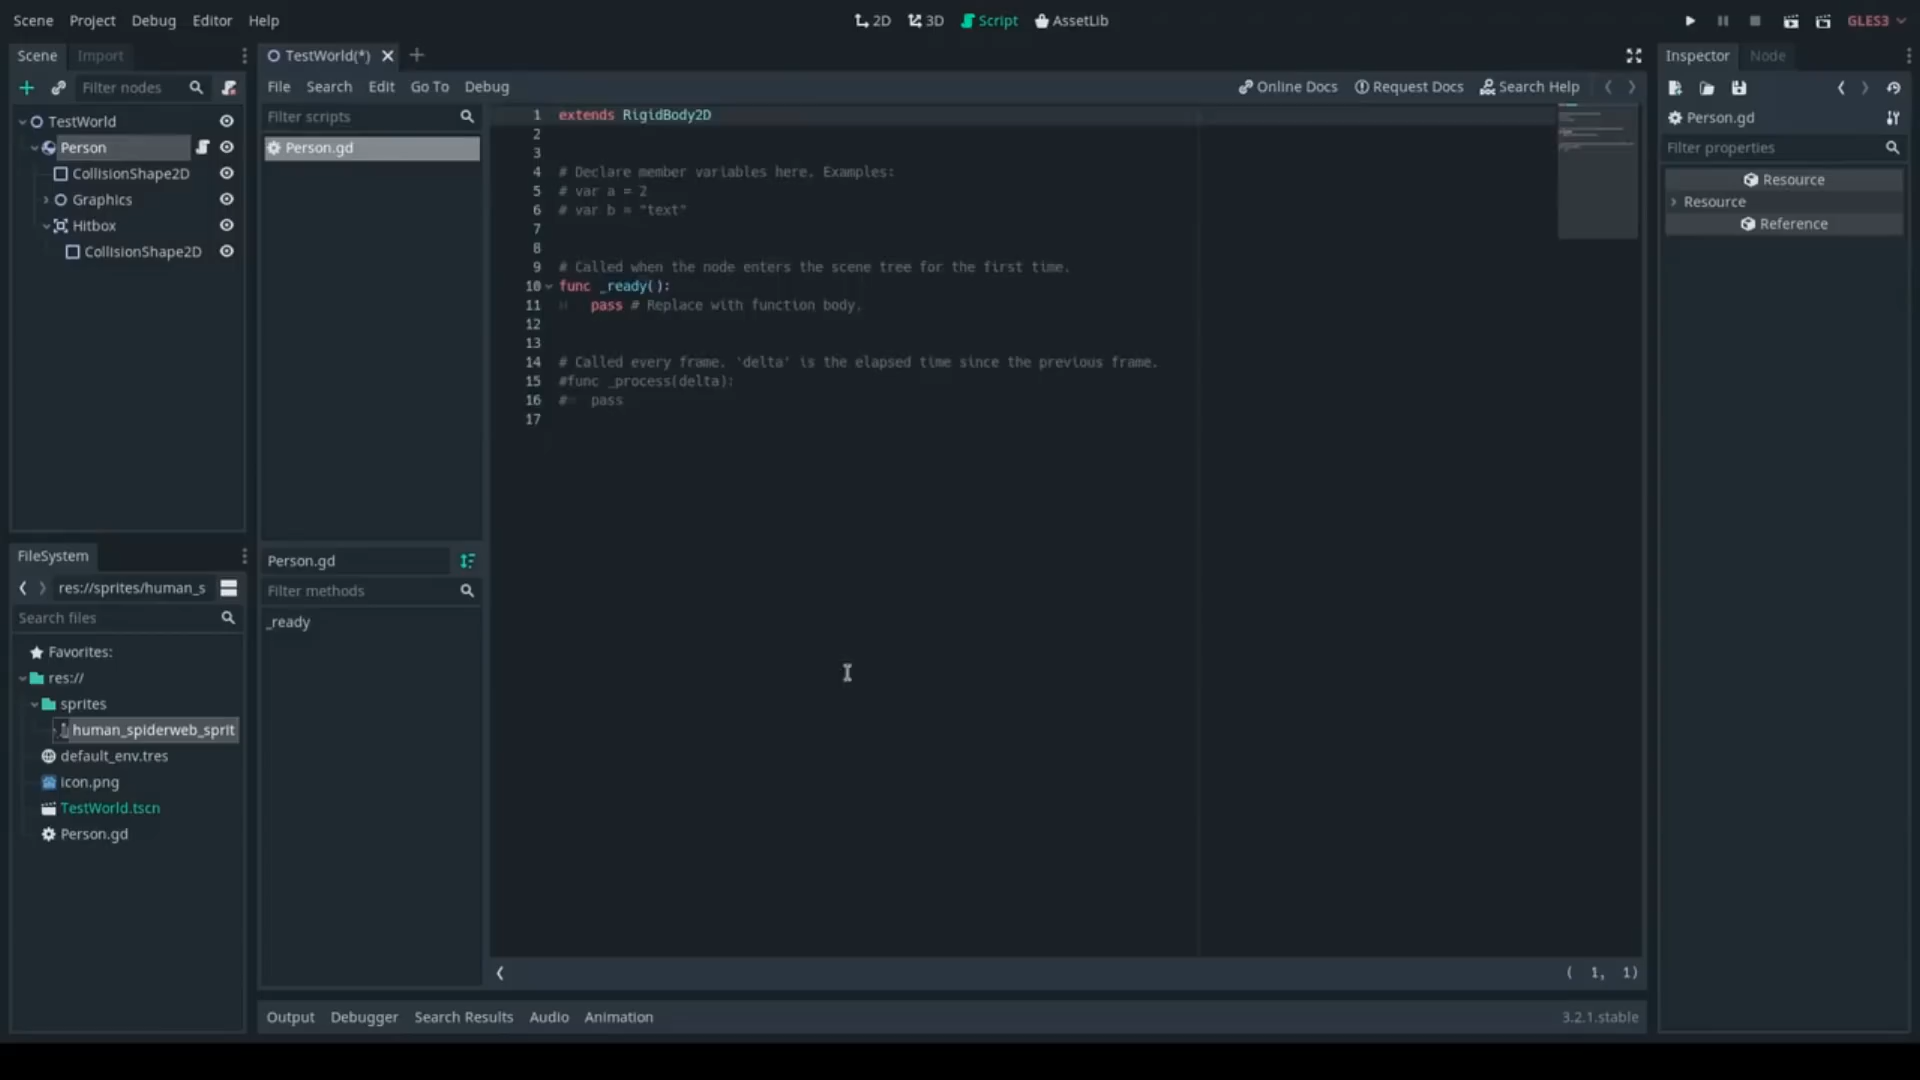 Scene Project Debug Editor Help
2D 3D Script AssetLib
GLES3
Scene Import
Filter nodes
TestWorld
Person
CollisionShape2D
Graphics
Hitbox
CollisionShape2D
FileSystem
res://sprites/human_s
Search files
Favorites:
res://
sprites
human_spiderweb_sprit
default_env.tres
icon.png
TestWorld.tscn
Person.gd
TestWorld(*)
File Search Edit Go To Debug
Online Docs Request Docs Search Help
Filter scripts
Person.gd
Person.gd
Filter methods
_ready
1 extends RigidBody2D
2
3
4 # Declare member variables here. Examples:
5 # var a = 2
6 # var b = "text"
7
8
9 # Called when the node enters the scene tree for the first time.
10 func _ready():
11 pass # Replace with function body.
12
13
14 # Called every frame. 'delta' is the elapsed time since the previous frame.
15 #func _process(delta):
16 # pass
17
( 1, 1)
Output Debugger Search Results Audio Animation
3.2.1.stable
Inspector Node
Person.gd
Filter properties
Resource
Resource
Reference